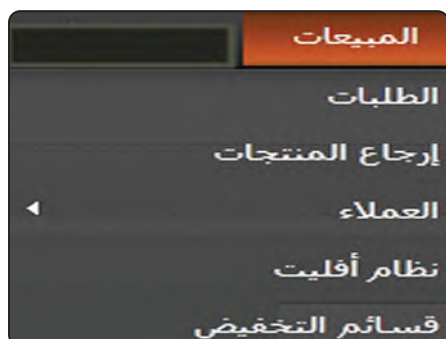 المبيعات
الطلبات
إرجاع المنتجات
العملاء
نظام أفليت
قسائم التخفيض